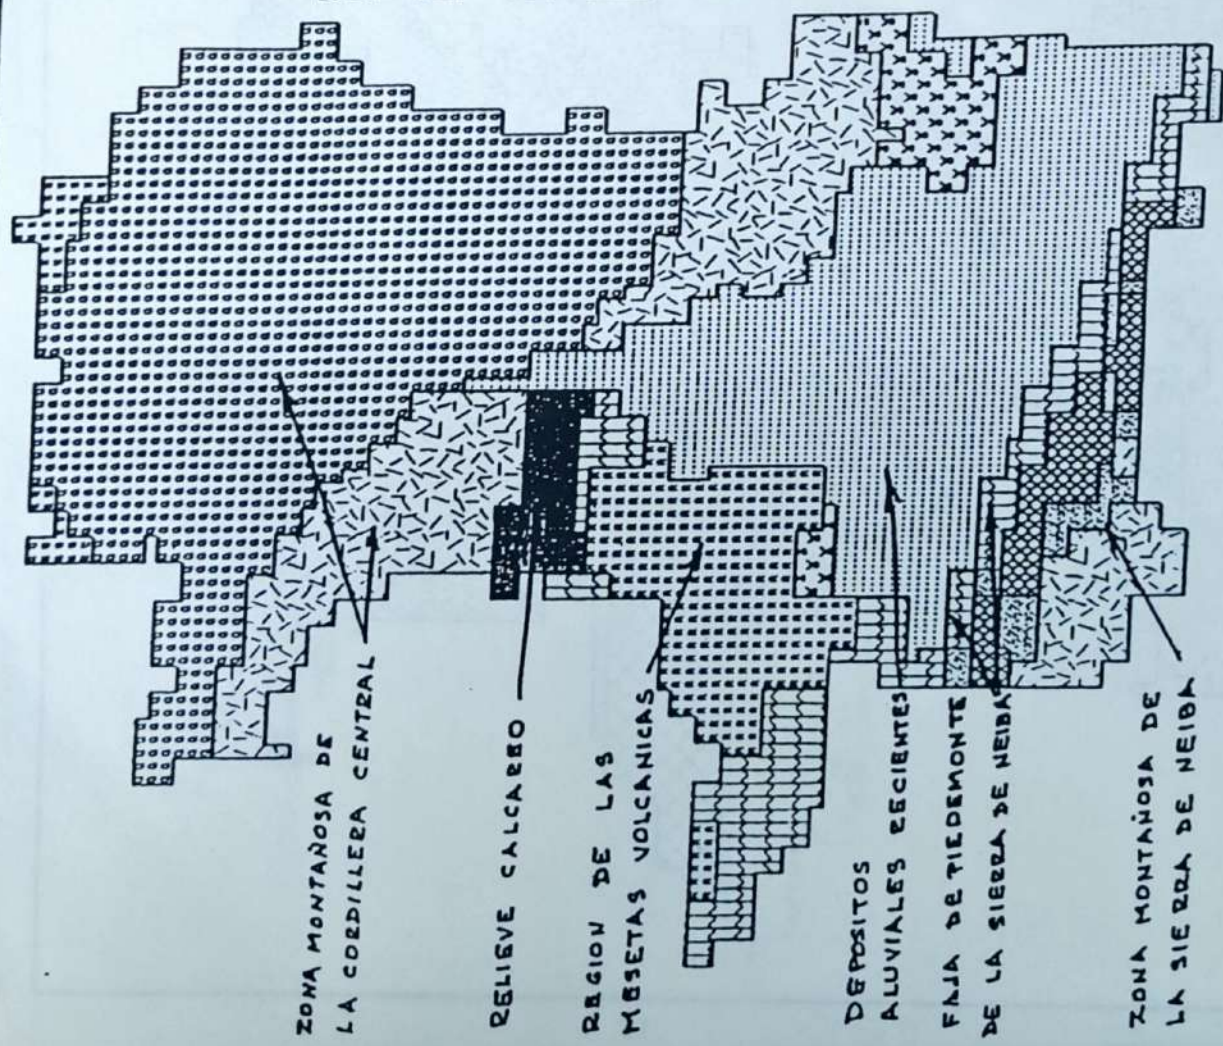 ZONA MONTAÑOSA DE
LA CORDILLERA CENTRAL
RELIEVE CALCAREO
REGION DE LAS
MESETAS VOLCANICAS
DEPOSITOS
ALUVIALES RECIENTES
FAJA DE PIEDEMONTE
DE LA SIERRA DE NEIBA
ZONA MONTAÑOSA DE
LA SIERRA DE NEIBA